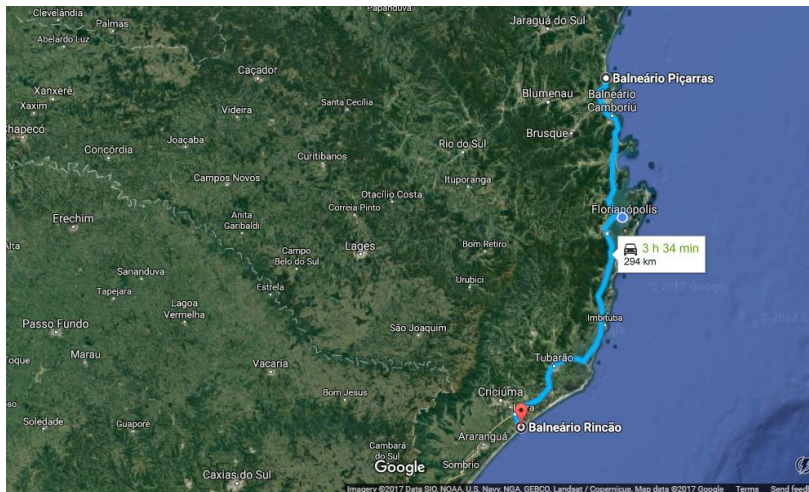 Clevelândia
Palmas
Abelardo Luz
Papanduva
Jaraguá do Sul
Balneário Piçarras
Caçador
Xanxerê
Xaxim
Videira
Santa Cecília
Blumenau
Balneário
Camboriú
Chapecó
Joaçaba
Brusque
Concórdia
Curitibanos
Rio do Sul
Campos Novos
Ituporanga
Otacílio Costa
Correia Pinto
Florianópolis
Erechim
Anita
Garibaldi
Alta
Lages
Bom Retiro
3 h 34 min
294 km
Campo
Belo do Sul
Sananduva
Estrela
Urubici
© 2017 Google
Tapejara
Lagoa
Vermelha
Imbituba
São Joaquim
Passo Fundo
Marau
Tubarão
Vacaria
Criciúma
Bom Jesus
Balneário Rincão
Soledade
Guaporé
Araranguá
Cambará
do Sul
Sombrio
Caxias do Sul
Google
Imagery ©2017 Data SIO, NOAA, U.S. Navy, NGA, GEBCO, Landsat / Copernicus, Map data ©2017 Google Terms Send feed